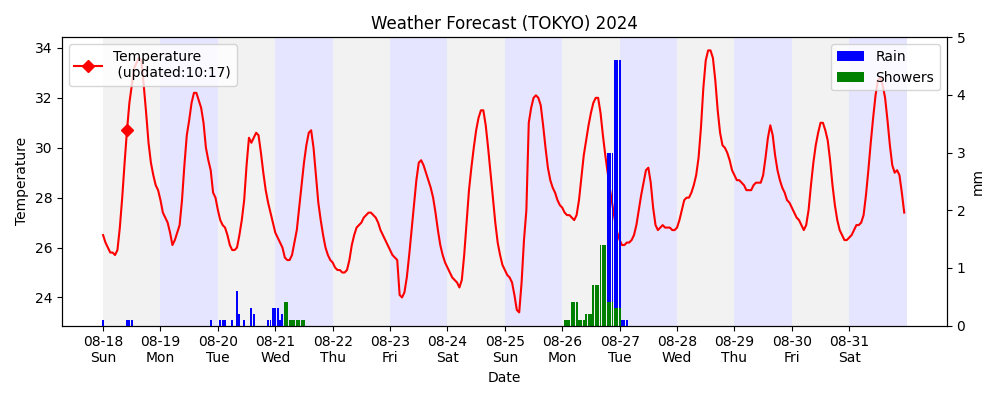 Weather Forecast (TOKYO) 2024
Temperature
(updated:10:17)
Rain
Showers
Temperature
34
32
30
28
26
24
mm
5
4
3
2
1
0
08-18 08-19 08-20 08-21 08-22 08-23 08-24 08-25 08-26 08-27 08-28 08-29 08-30 08-31
Sun Mon Tue Wed Thu Fri Sat Sun Mon Tue Wed Thu Fri Sat
Date